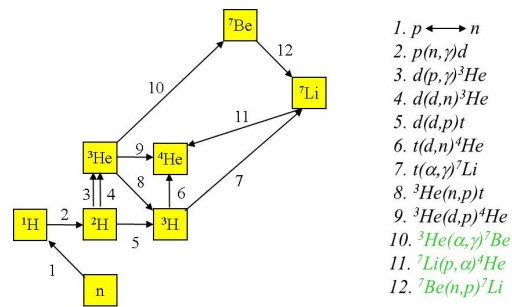 ⁷Be
12
⁷Li
10
11
³He
9
⁴He
3
4
8
6
7
¹H
2
²H
5
³H
1
n
1. p ⟷ n
2. p(n,γ)d
3. d(p,γ)³He
4. d(d,n)³He
5. d(d,p)t
6. t(d,n)⁴He
7. t(α,γ)⁷Li
8. ³He(n,p)t
9. ³He(d,p)⁴He
10. ³He(α,γ)⁷Be
11. ⁷Li(p,α)⁴He
12. ⁷Be(n,p)⁷Li